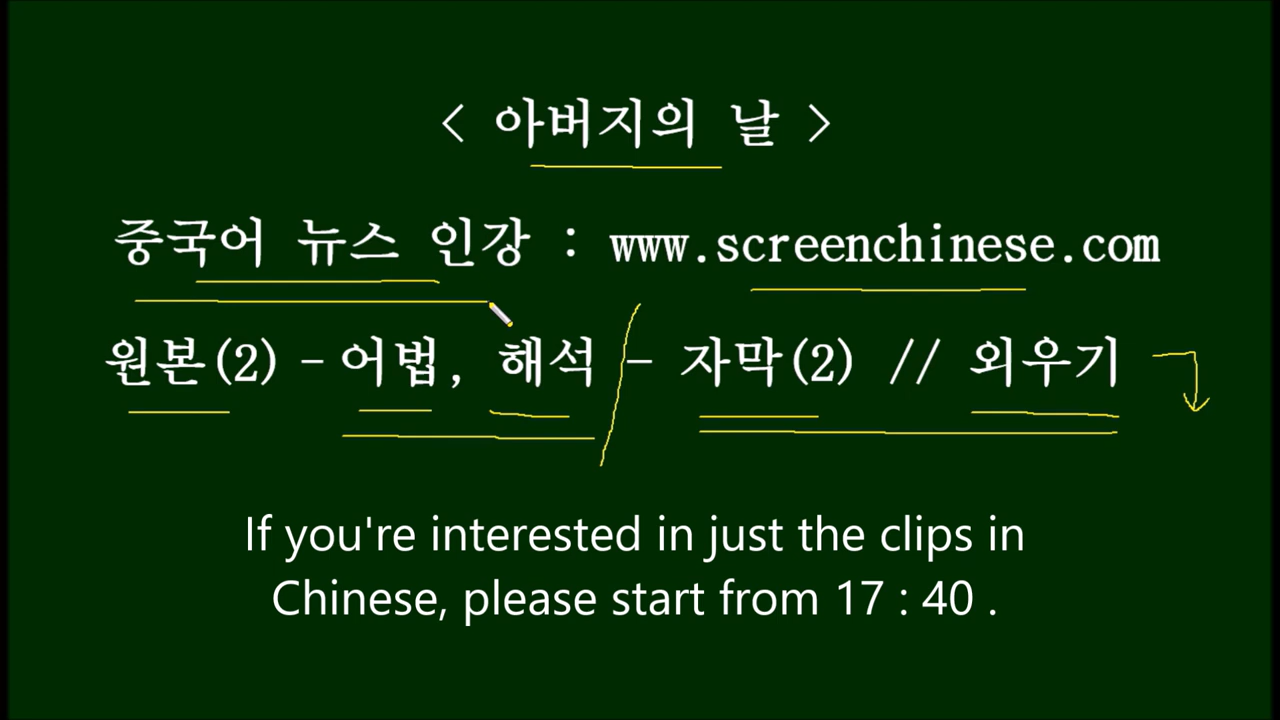 < 아버지의 날 >
중국어 뉴스 인강 : www.screenchinese.com
원본(2) - 어법, 해석 - 자막(2) // 외우기
If you're interested in just the clips in
Chinese, please start from 17 : 40 .